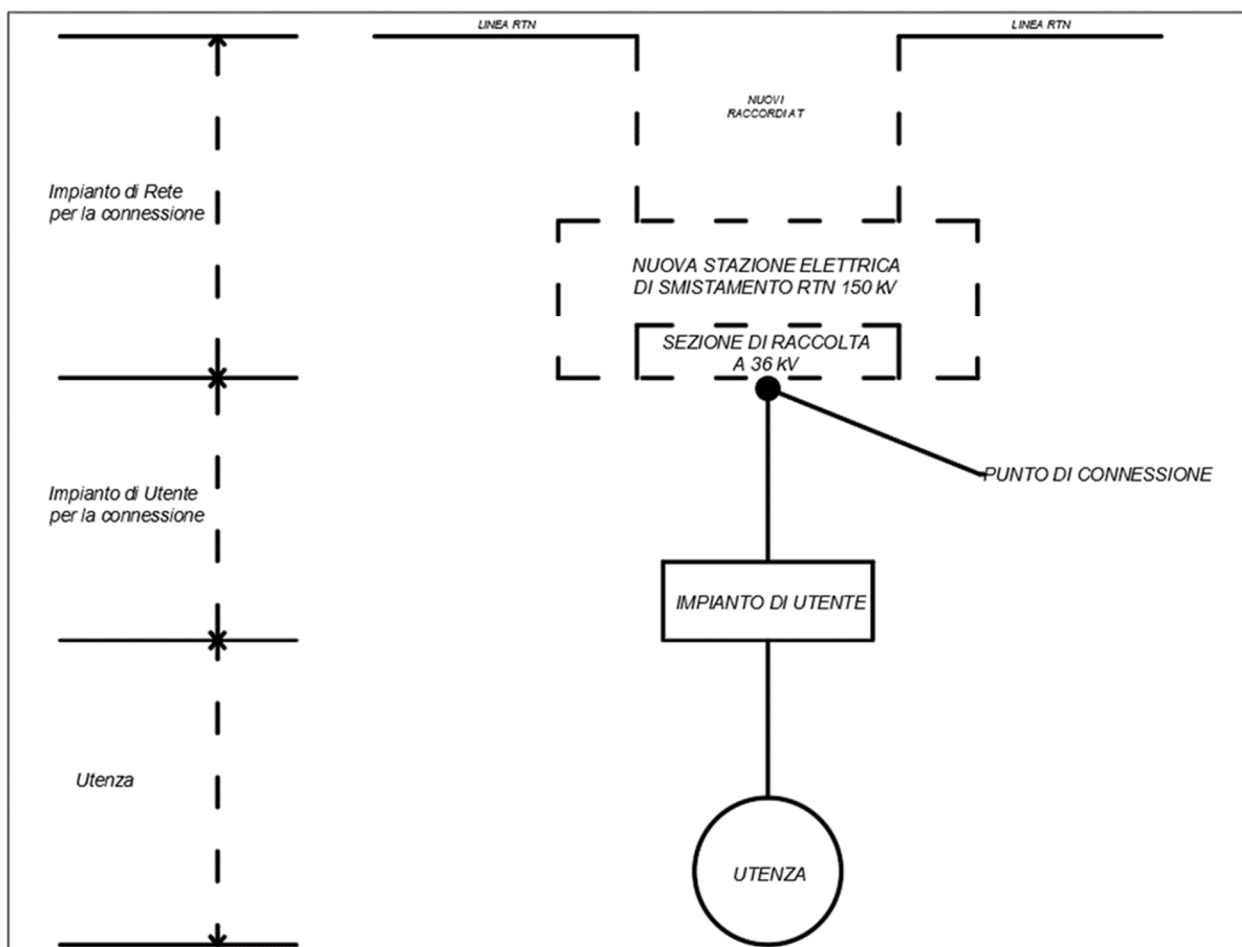 LINEA RTN
LINEA RTN
NUOVI
RACCORDI AT
Impianto di Rete
per la connessione
NUOVA STAZIONE ELETTRICA
DI SMISTAMENTO RTN 150 kV
SEZIONE DI RACCOLTA
A 36 kV
PUNTO DI CONNESSIONE
Impianto di Utente
per la connessione
IMPIANTO DI UTENTE
Utenza
UTENZA